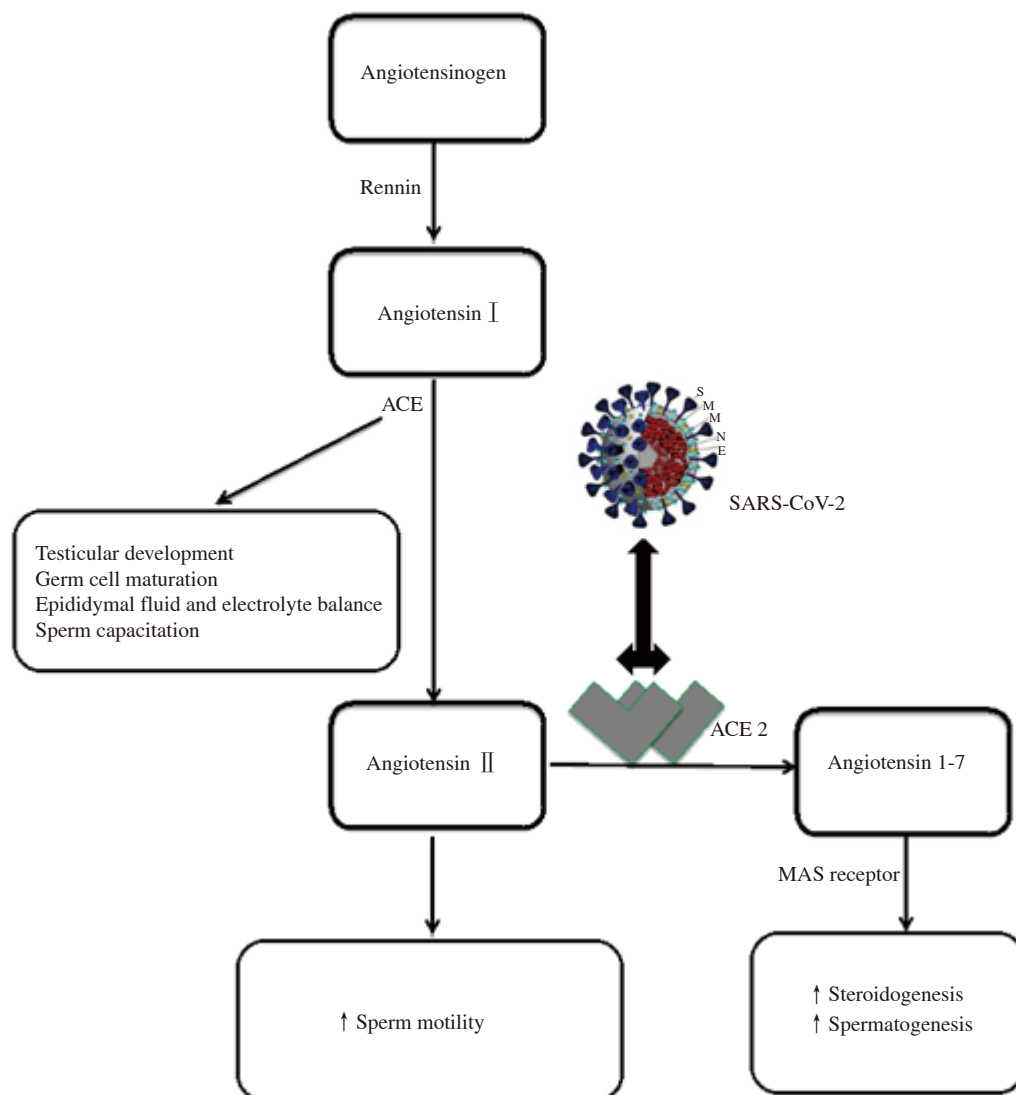 Angiotensinogen
Rennin
Angiotensin Ⅰ
ACE
S
M
M
N
E
SARS-CoV-2
Testicular development
Germ cell maturation
Epididymal fluid and electrolyte balance
Sperm capacitation
ACE 2
Angiotensin Ⅱ
Angiotensin 1-7
MAS receptor
↑ Sperm motility
↑ Steroidogenesis
↑ Spermatogenesis